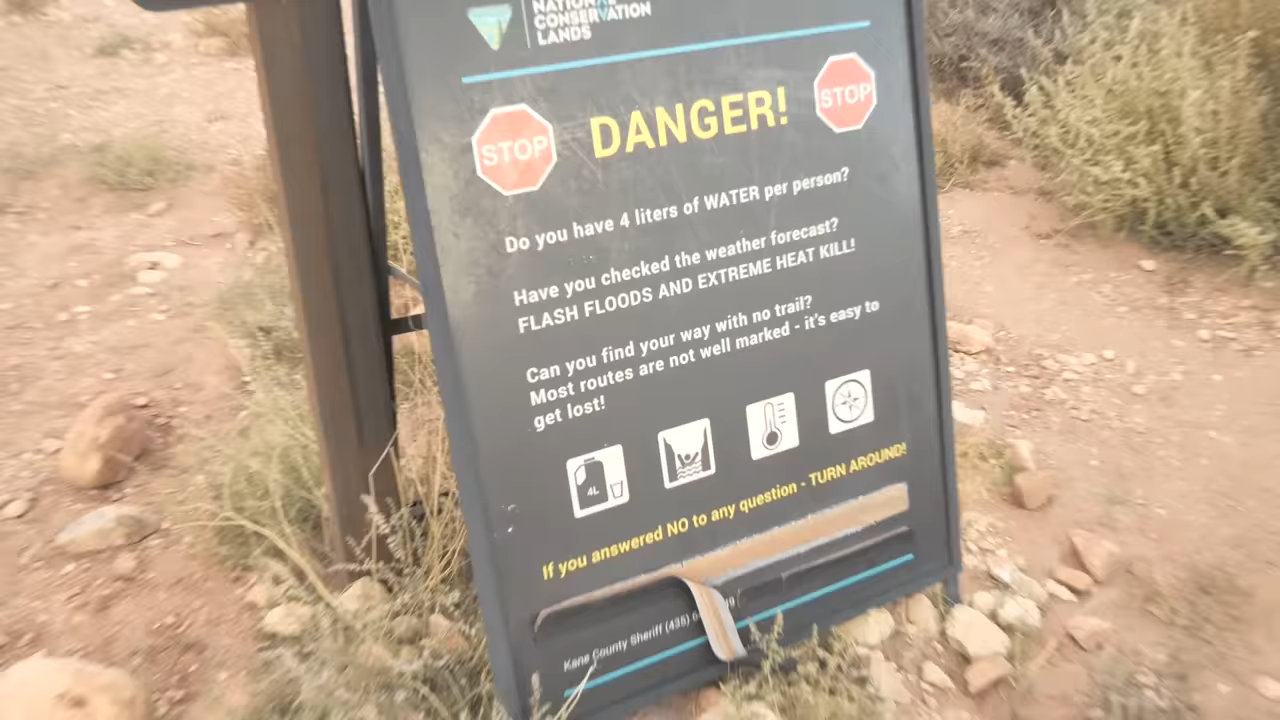 NATIONAL
CONSERVATION
LANDS
STOP
DANGER!
STOP
Do you have 4 liters of WATER per person?
Have you checked the weather forecast?
FLASH FLOODS AND EXTREME HEAT KILL!
Can you find your way with no trail?
Most routes are not well marked - it's easy to
get lost!
4L
If you answered NO to any question - TURN AROUND!
Kane County Sheriff (435)